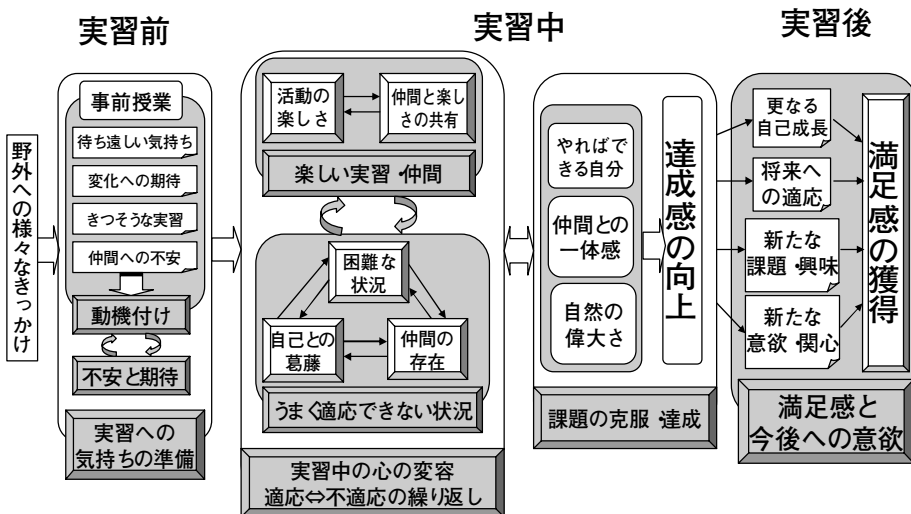 実習前
実習中
実習後
野外への様々なきっかけ
事前授業
待ち遠しい気持ち
変化への期待
きつそうな実習
仲間への不安
動機付け
不安と期待
実習への
気持ちの準備
活動の
楽しさ
仲間と楽し
さの共有
楽しい実習・仲間
困難な
状況
自己との
葛藤
仲間の
存在
うまく適応できない状況
実習中の心の変容
適応⇔不適応の繰り返し
やればで
きる自分
仲間との
一体感
自然の
偉大さ
達成感の向上
課題の克服・達成
更なる
自己成長
将来へ
の適応
新たな
課題・興味
新たな
意欲・関心
満足感の獲得
満足感と
今後への意欲